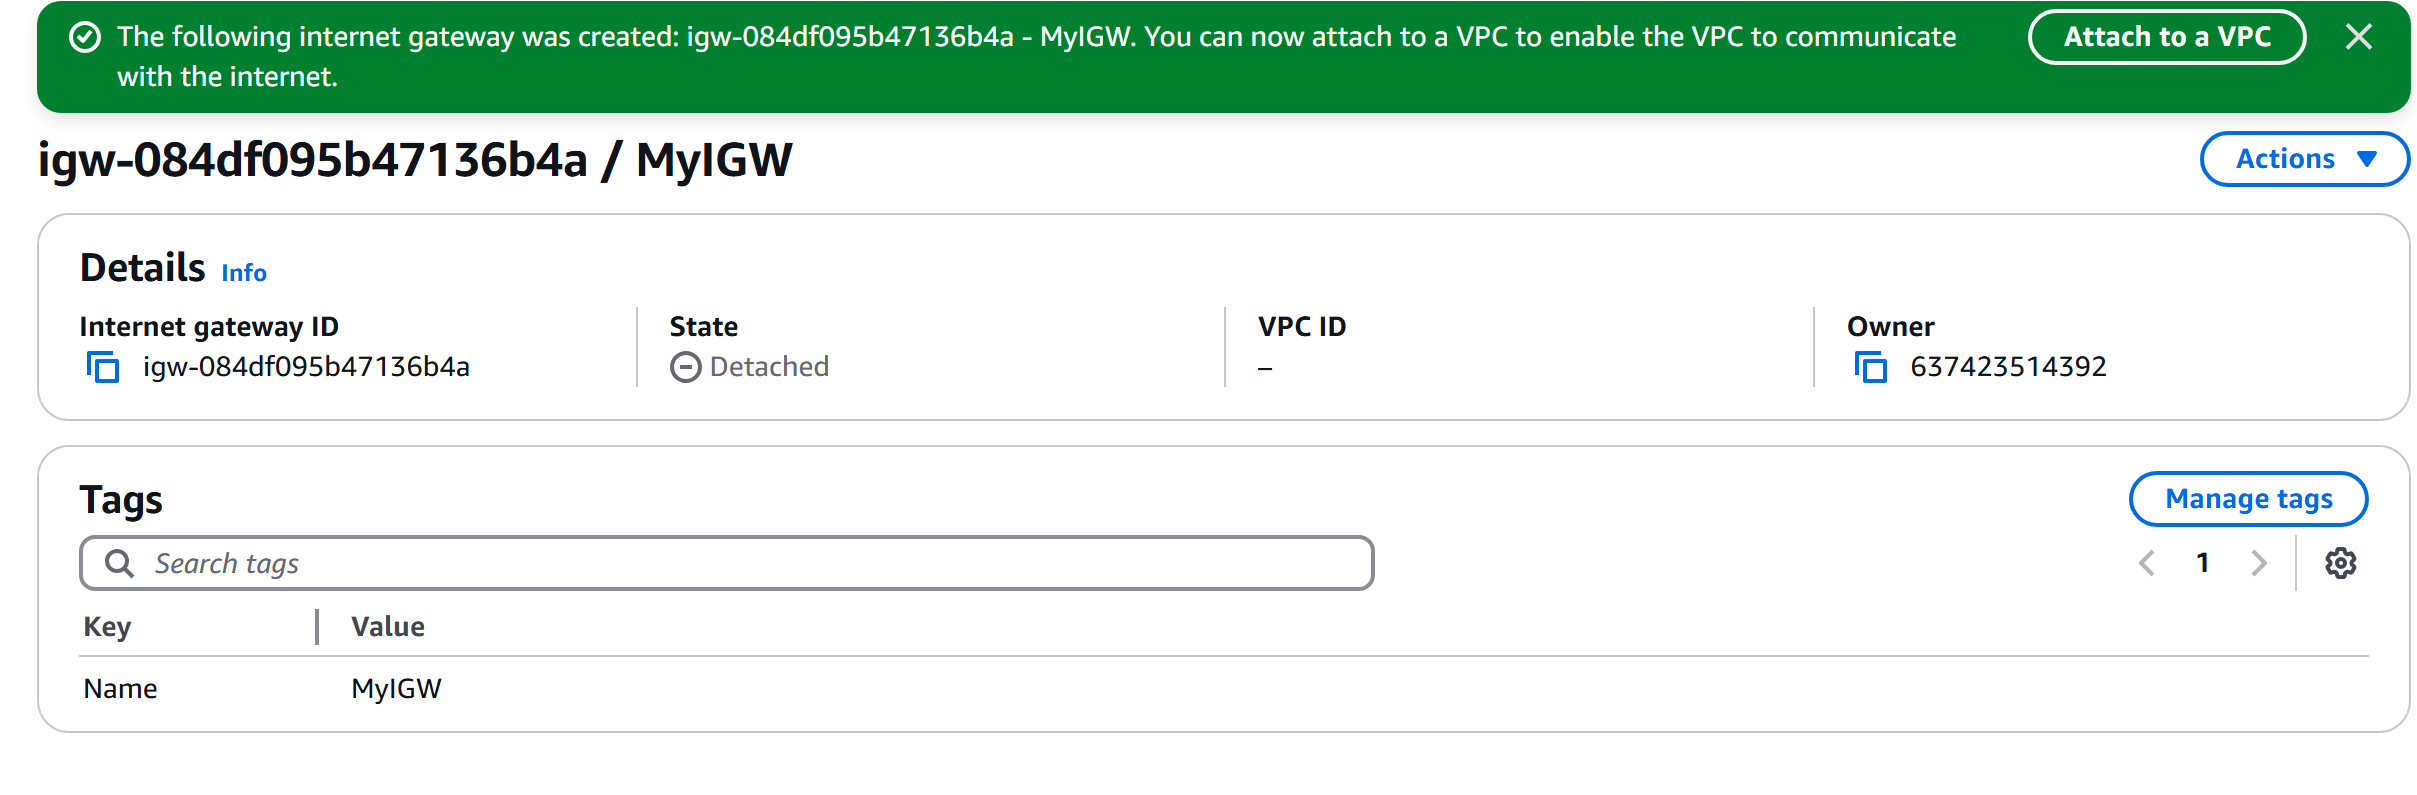 The following internet gateway was created: igw-084df095b47136b4a - MyIGW. You can now attach to a VPC to enable the VPC to communicate
with the internet.
Attach to a VPC
igw-084df095b47136b4a / MyIGW
Actions
Details Info
Internet gateway ID
igw-084df095b47136b4a
State
Detached
VPC ID
–
Owner
637423514392
Tags
Manage tags
Search tags
1
Key Value
Name MyIGW